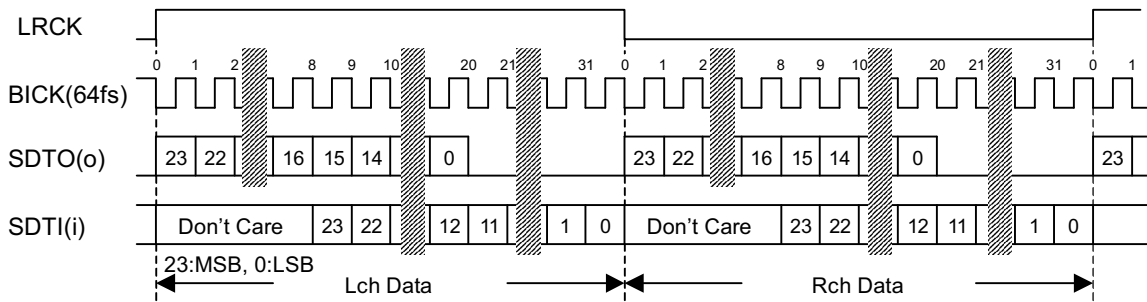 LRCK
0 1 2 8 9 10 20 21 31 0 1 2 8 9 10 20 21 31 0 1
BICK(64fs)
SDTO(o) 23 22 16 15 14 0 23 22 16 15 14 0 23
SDTI(i) Don't Care 23 22 12 11 1 0 Don't Care 23 22 12 11 1 0
23:MSB, 0:LSB
Lch Data Rch Data